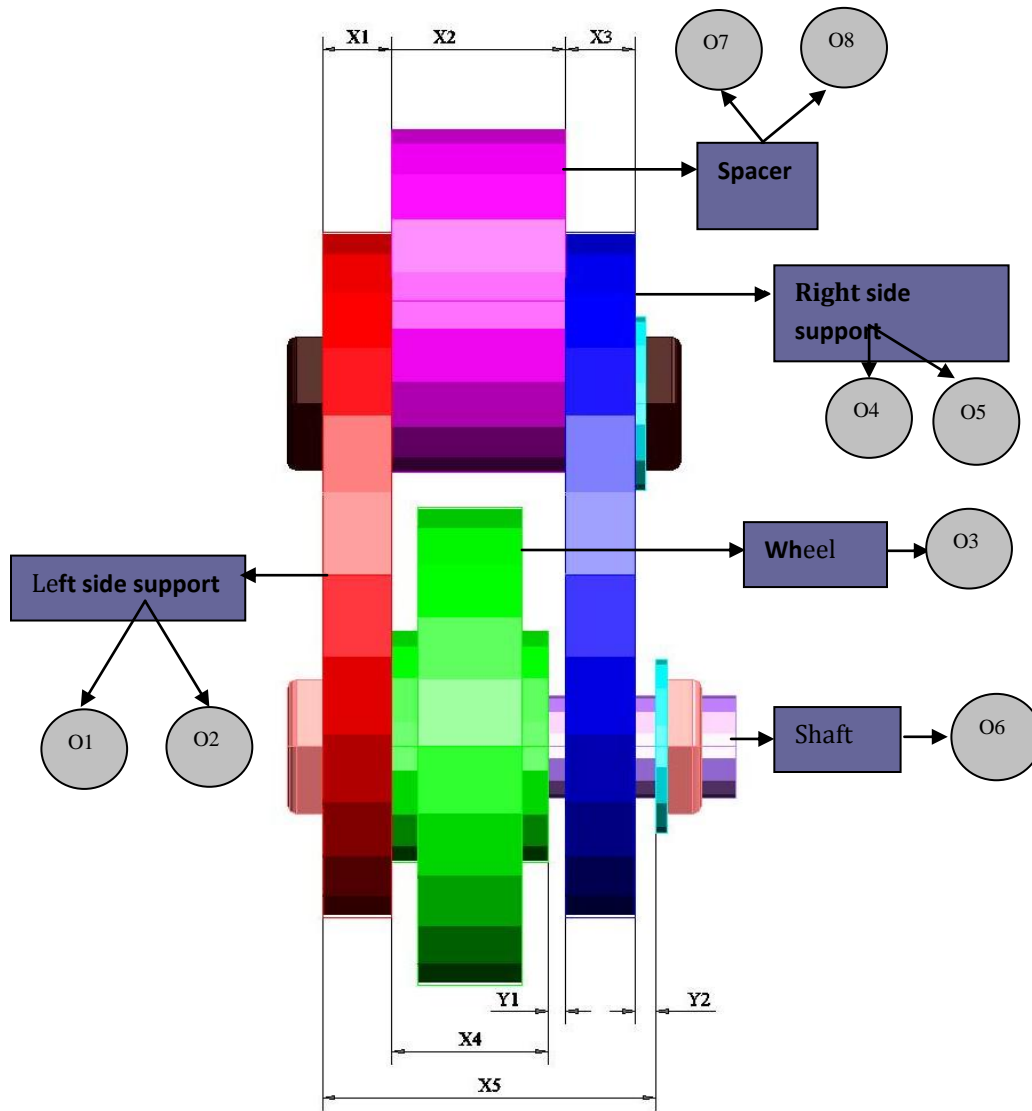 X1 X2 X3
O7 O8
Spacer
Right side
support
O4 O5
Wheel
O3
Left side support
O1 O2
Shaft
O6
Y1 Y2
X4
X5